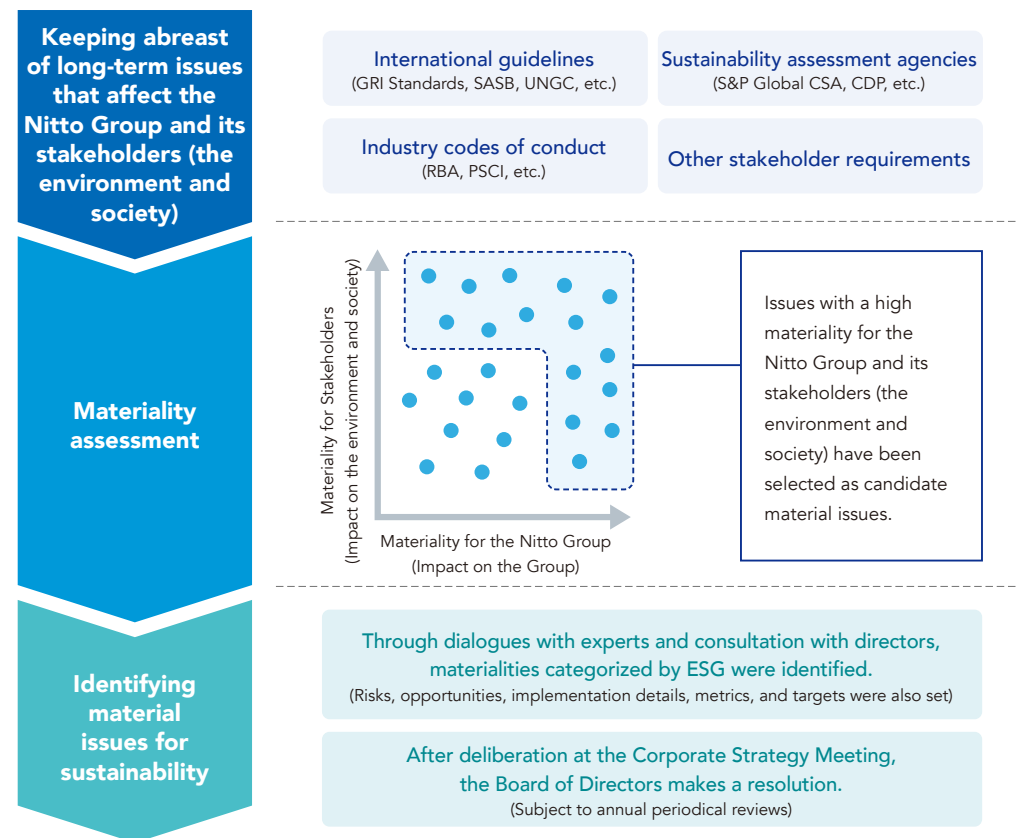 Keeping abreast
of long-term issues
that affect the
Nitto Group and its
stakeholders (the
environment and
society)
International guidelines
(GRI Standards, SASB, UNGC, etc.)
Sustainability assessment agencies
(S&P Global CSA, CDP, etc.)
Industry codes of conduct
(RBA, PSCI, etc.)
Other stakeholder requirements
Materiality
assessment
Materiality for Stakeholders
(Impact on the environment and society)
Materiality for the Nitto Group
(Impact on the Group)
Issues with a high
materiality for the
Nitto Group and its
stakeholders (the
environment and
society) have been
selected as candidate
material issues.
Identifying
material
issues for
sustainability
Through dialogues with experts and consultation with directors,
materialities categorized by ESG were identified.
(Risks, opportunities, implementation details, metrics, and targets were also set)
After deliberation at the Corporate Strategy Meeting,
the Board of Directors makes a resolution.
(Subject to annual periodical reviews)